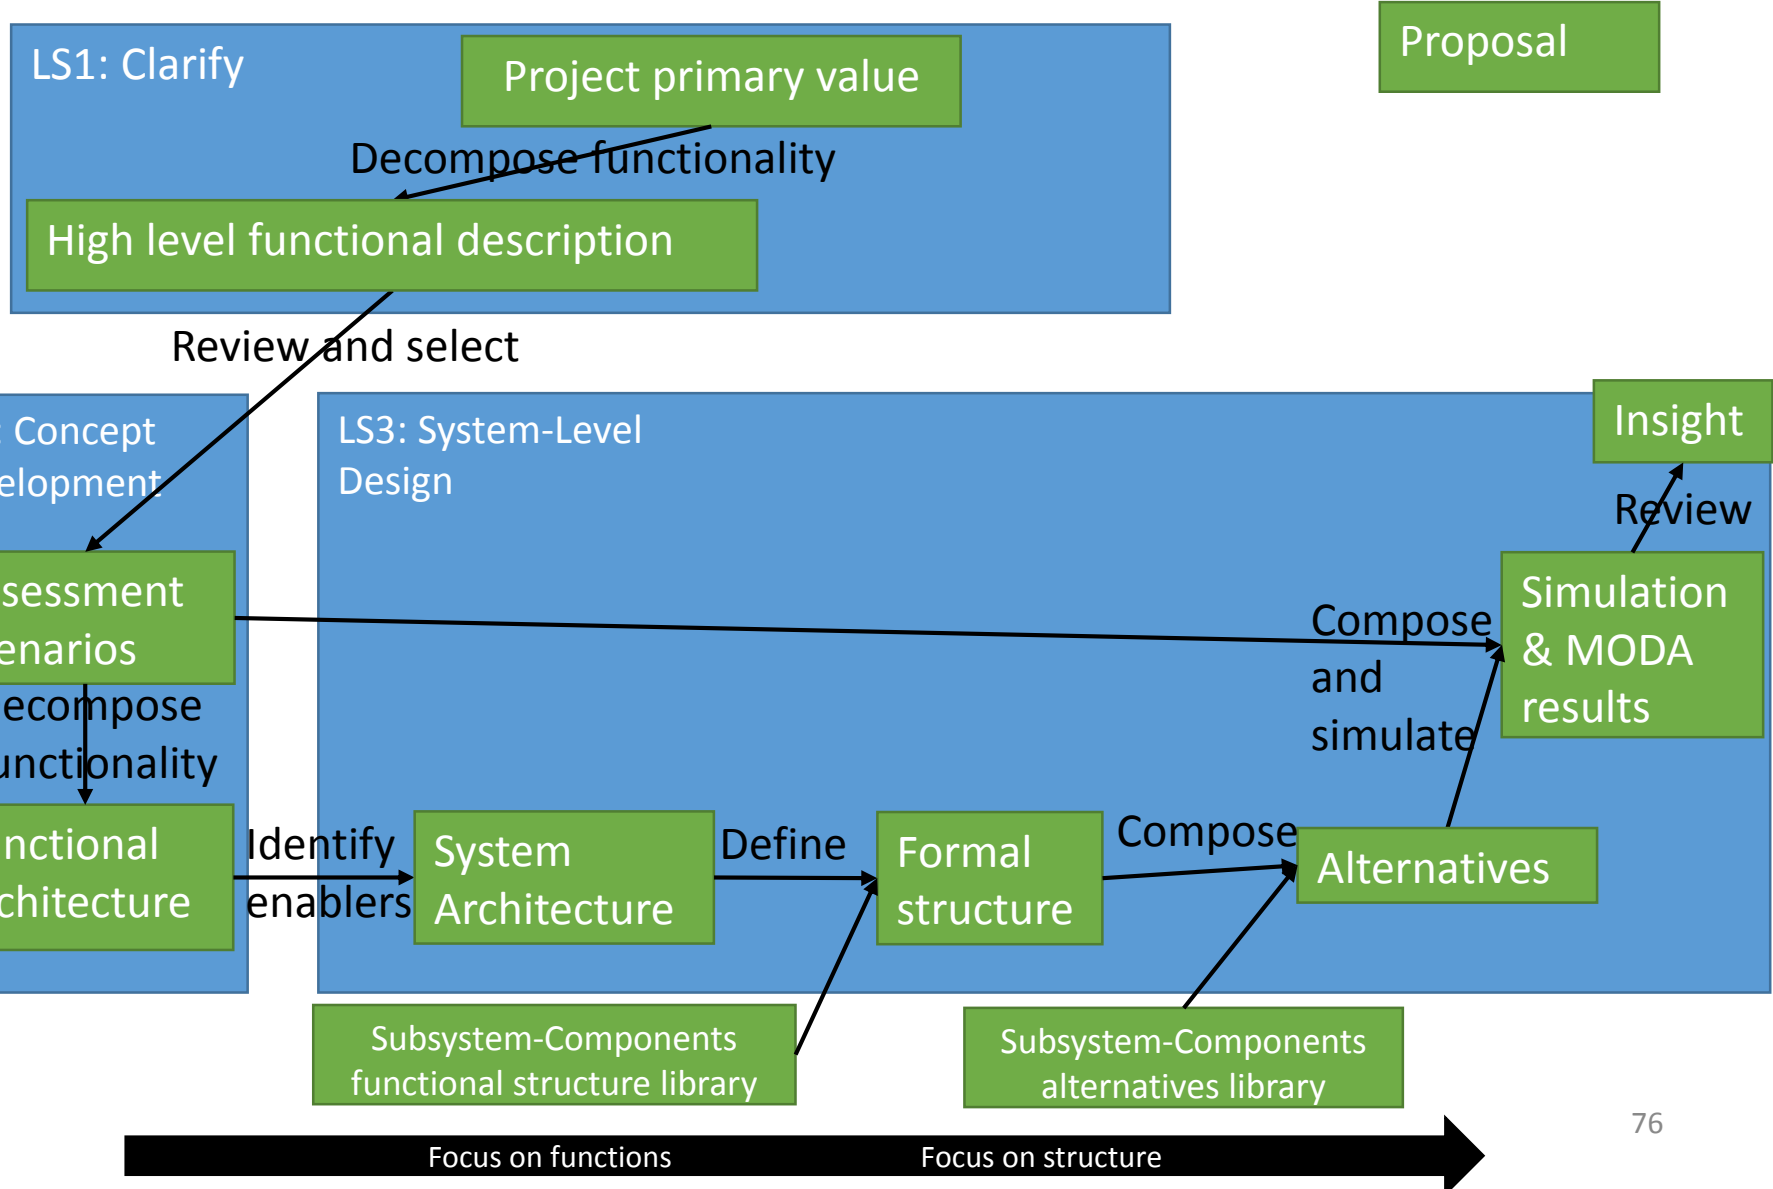 LS1: Clarify
Project primary value
Proposal
Decompose functionality
High level functional description
Review and select
: Concept
elopment
LS3: System-Level
Design
Insight
Review
sessment
enarios
Simulation
& MODA
results
Compose
and
simulate
ecompose
unctionality
nctional
chitecture
Identify
enablers
System
Architecture
Define
Formal
structure
Compose
Alternatives
Subsystem-Components
functional structure library
Subsystem-Components
alternatives library
76
Focus on functions
Focus on structure